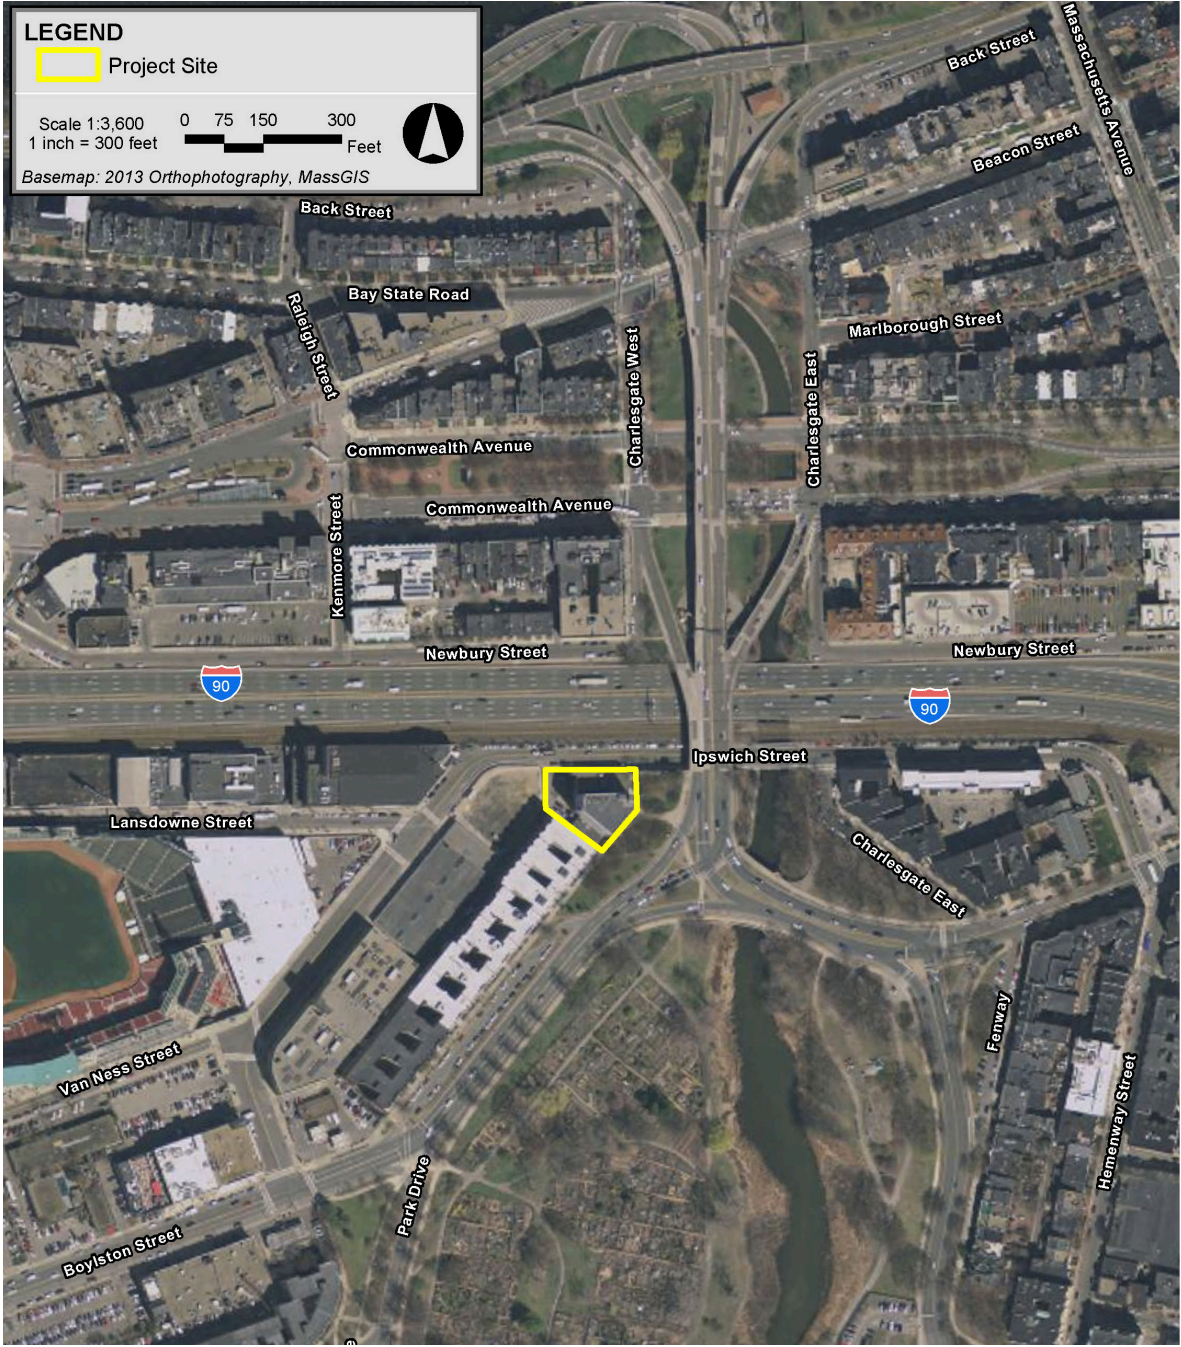 LEGEND
Project Site
Scale 1:3,600
1 inch = 300 feet
0 75 150 300
Feet
Basemap: 2013 Orthophotography, MassGIS
Massachusetts Avenue
Back Street
Beacon Street
Back Street
Bay State Road
Raleigh Street
Marlborough Street
Charlesgate West
Charlesgate East
Commonwealth Avenue
Commonwealth Avenue
Kenmore Street
Newbury Street
Newbury Street
90
90
Ipswich Street
Lansdowne Street
Charlesgate East
Fenway
Van Ness Street
Hemenway Street
Park Drive
Boylston Street
e